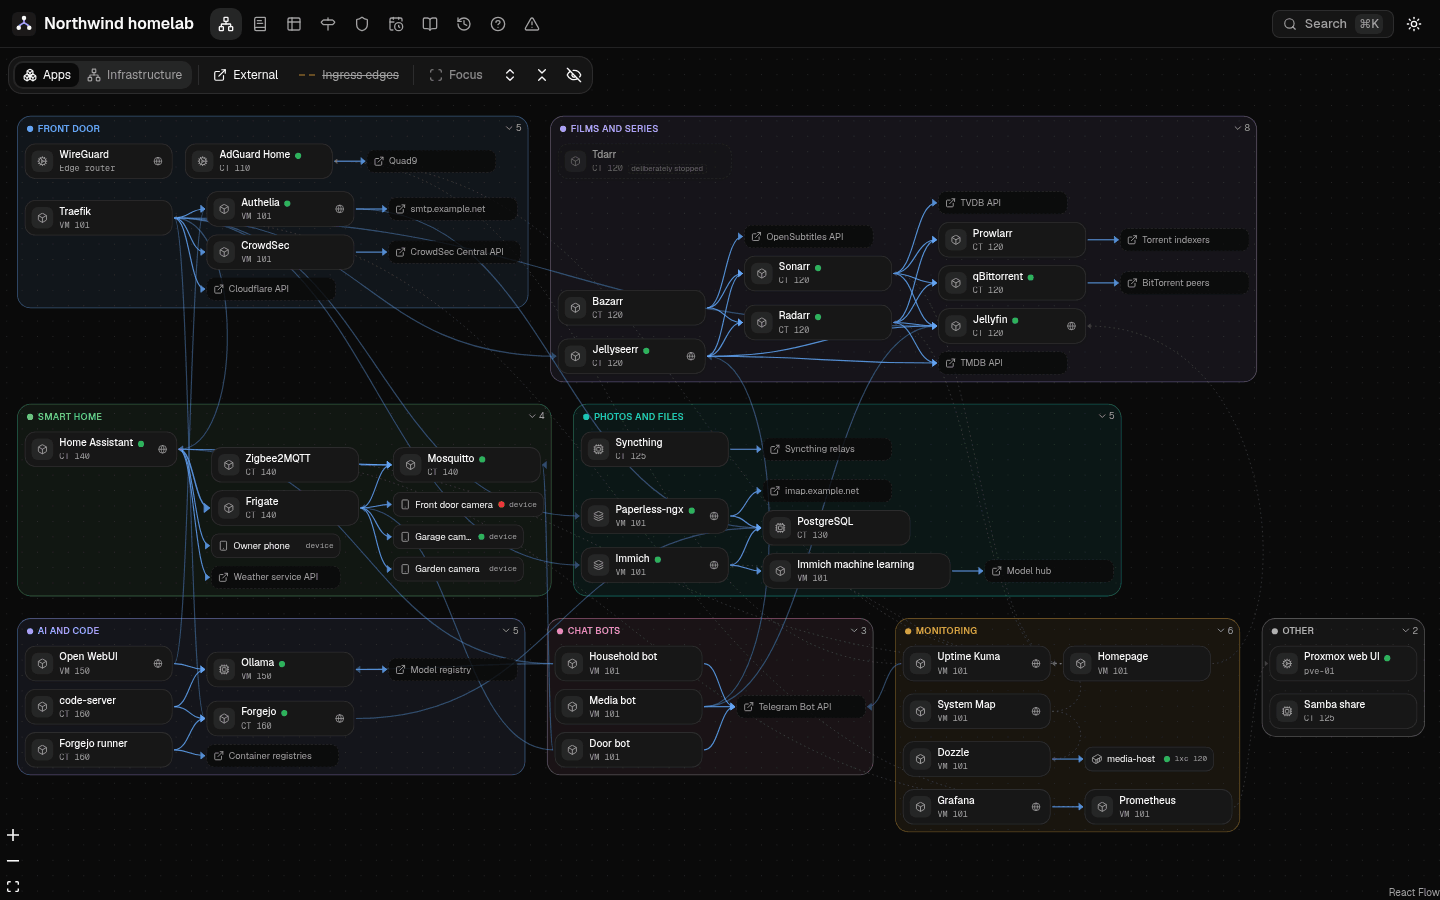 Northwind homelab
Search ⌘K
Apps Infrastructure External Ingress edges Focus
FRONT DOOR 5
WireGuard
Edge router
AdGuard Home
CT 110
Quad9
Traefik
VM 101
Authelia
VM 101
smtp.example.net
CrowdSec
VM 101
CrowdSec Central API
Cloudflare API
FILMS AND SERIES 8
Tdarr
CT 120 deliberately stopped
TVDB API
OpenSubtitles API
Prowlarr
CT 120
Torrent indexers
Sonarr
CT 120
qBittorrent
CT 120
BitTorrent peers
Bazarr
CT 120
Radarr
CT 120
Jellyfin
CT 120
Jellyseerr
CT 120
TMDB API
SMART HOME 4
Home Assistant
CT 140
Zigbee2MQTT
CT 140
Mosquitto
CT 140
Frigate
CT 140
Front door camera device
Garage cam... device
Owner phone device
Garden camera device
Weather service API
PHOTOS AND FILES 5
Syncthing
CT 125
Syncthing relays
imap.example.net
Paperless-ngx
VM 101
PostgreSQL
CT 130
Immich
VM 101
Immich machine learning
VM 101
Model hub
AI AND CODE 5
Open WebUI
VM 150
Ollama
VM 150
Model registry
code-server
CT 160
Forgejo
CT 160
Forgejo runner
CT 160
Container registries
CHAT BOTS 3
Household bot
VM 101
Media bot
VM 101
Telegram Bot API
Door bot
VM 101
MONITORING 6
Uptime Kuma
VM 101
Homepage
VM 101
System Map
VM 101
Dozzle
VM 101
media-host lxc 120
Grafana
VM 101
Prometheus
VM 101
OTHER 2
Proxmox web UI
pve-01
Samba share
CT 125
React Flow